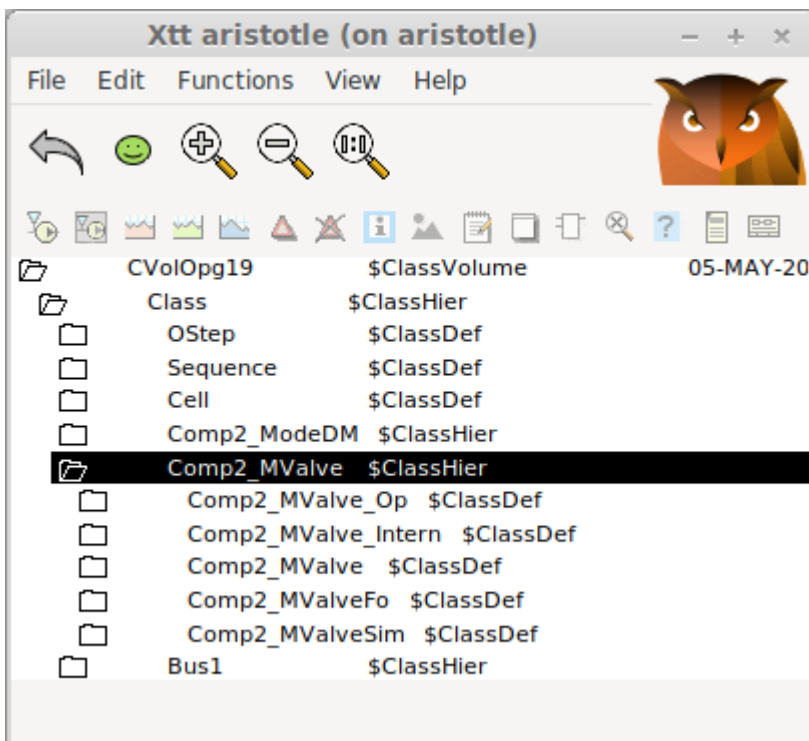 Xtt aristotle (on aristotle)
File Edit Functions View Help
CVolOpg19 $ClassVolume 05-MAY-20
Class $ClassHier
OStep $ClassDef
Sequence $ClassDef
Cell $ClassDef
Comp2_ModeDM $ClassHier
Comp2_MValve $ClassHier
Comp2_MValve_Op $ClassDef
Comp2_MValve_Intern $ClassDef
Comp2_MValve $ClassDef
Comp2_MValveFo $ClassDef
Comp2_MValveSim $ClassDef
Bus1 $ClassHier